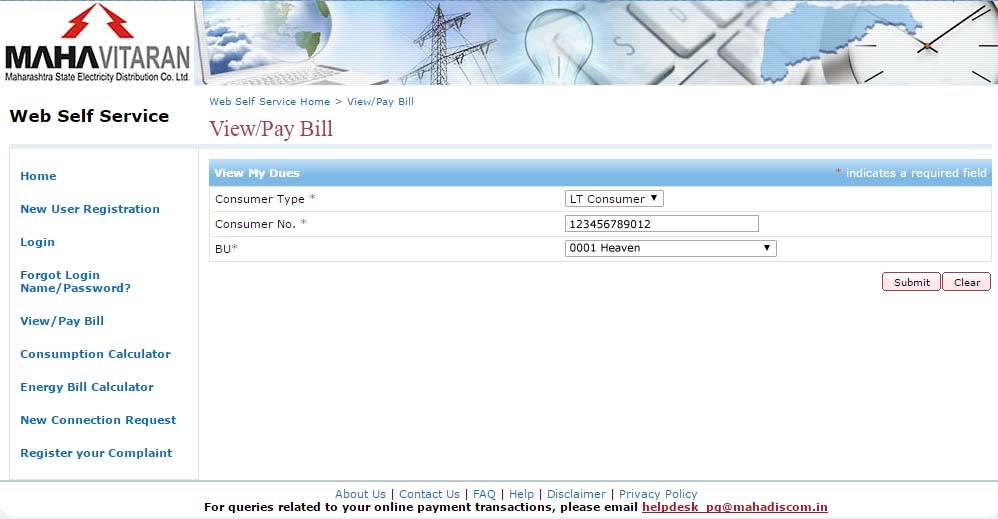 MAHAVITARAN
Maharashtra State Electricity Distribution Co. Ltd.
Web Self Service
Web Self Service Home > View/Pay Bill
View/Pay Bill
Home
New User Registration
Login
Forgot Login
Name/Password?
View/Pay Bill
Consumption Calculator
Energy Bill Calculator
New Connection Request
Register your Complaint
View My Dues * indicates a required field
Consumer Type * LT Consumer
Consumer No. * 123456789012
BU* 0001 Heaven
Submit Clear
About Us | Contact Us | FAQ | Help | Disclaimer | Privacy Policy
For queries related to your online payment transactions, please email helpdesk_pg@mahadiscom.in